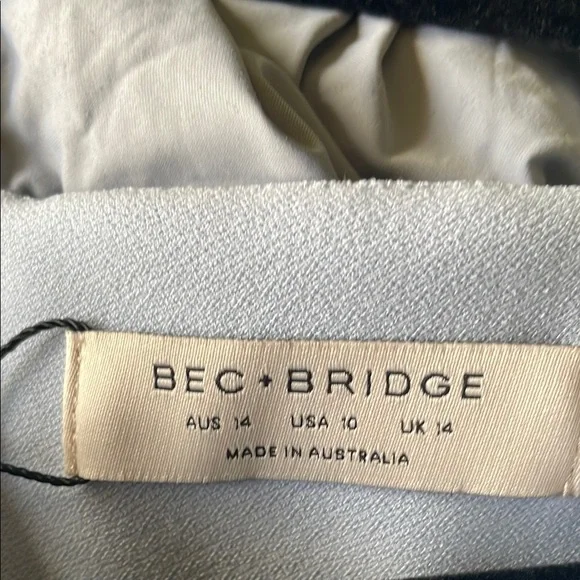 BEC + BRIDGE
AUS 14 USA 10 UK 14
MADE IN AUSTRALIA